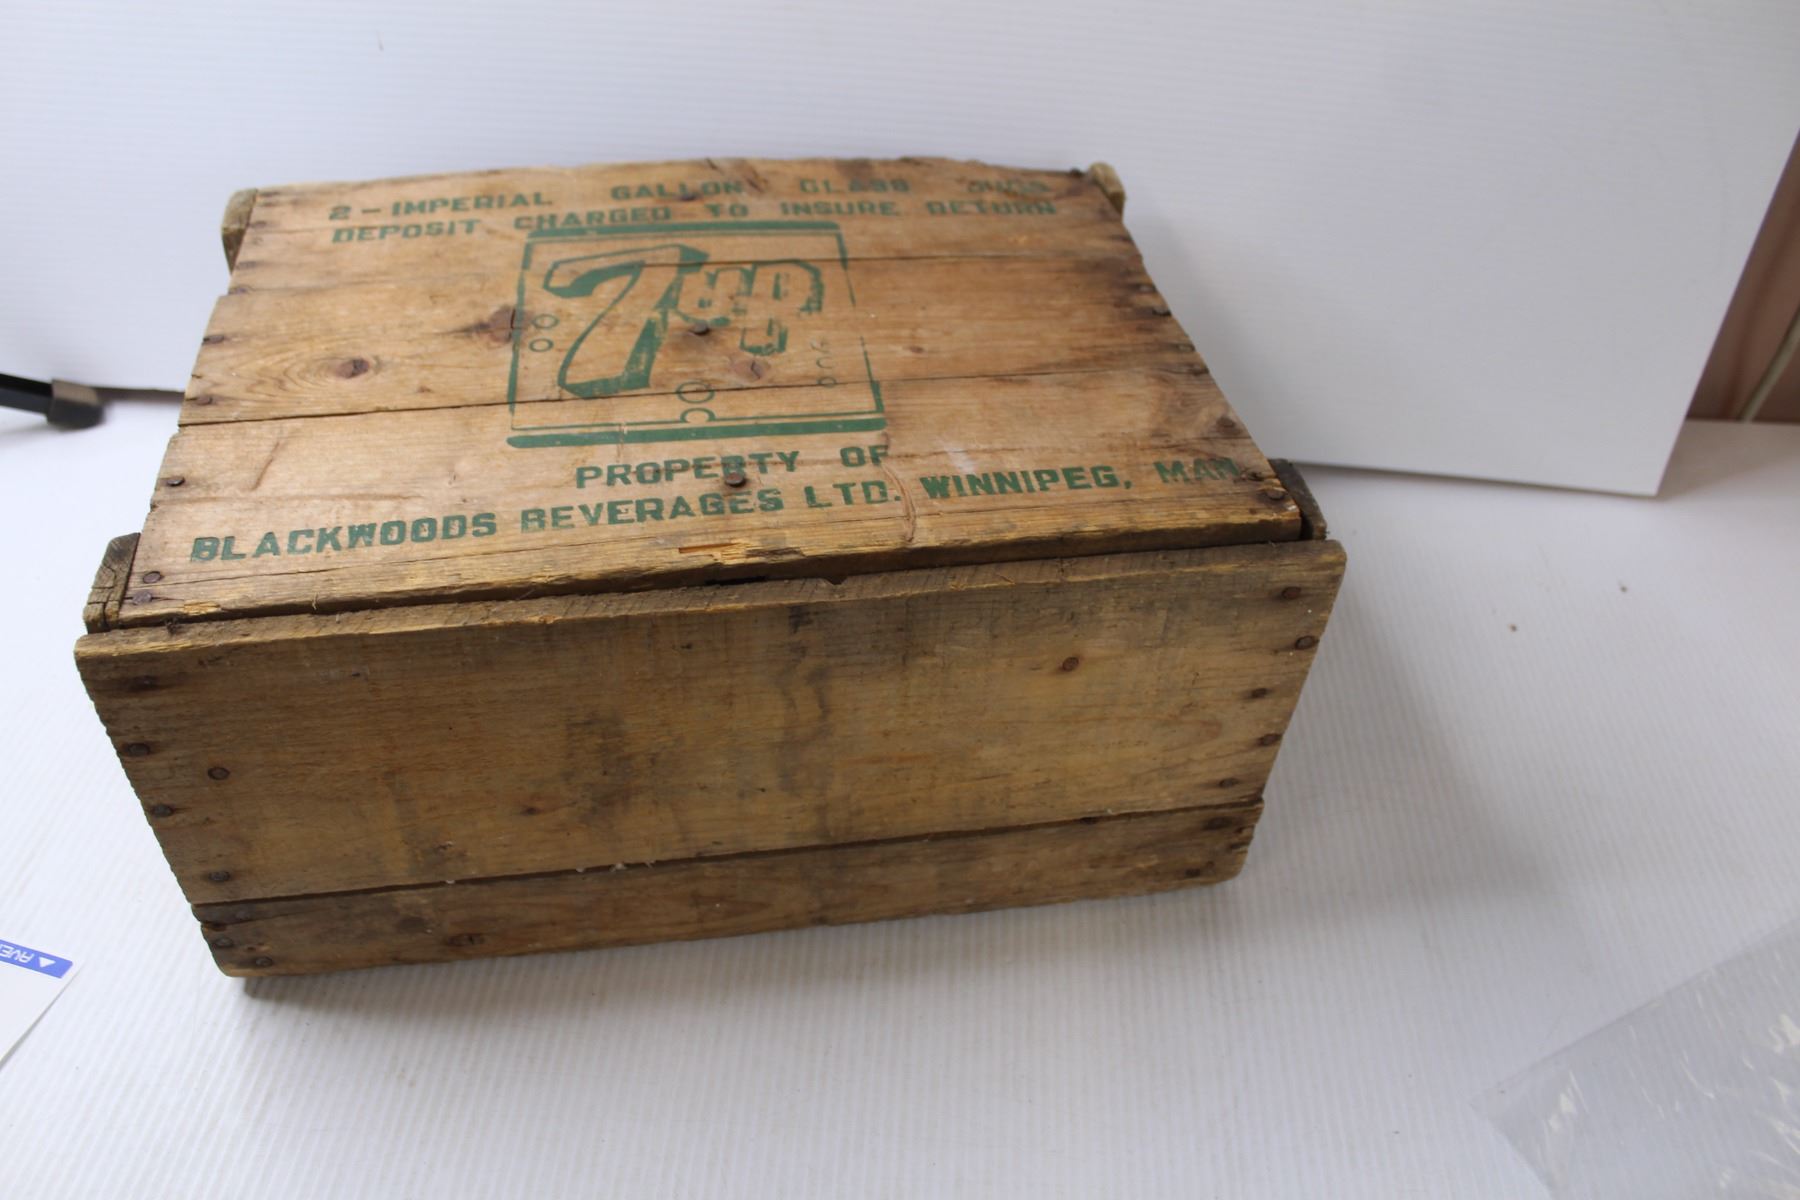 2 - IMPERIAL GALLON GLASS JUGS
DEPOSIT CHARGED TO INSURE RETURN
7up
PROPERTY OF
BLACKWOODS BEVERAGES LTD. WINNIPEG, MAN.